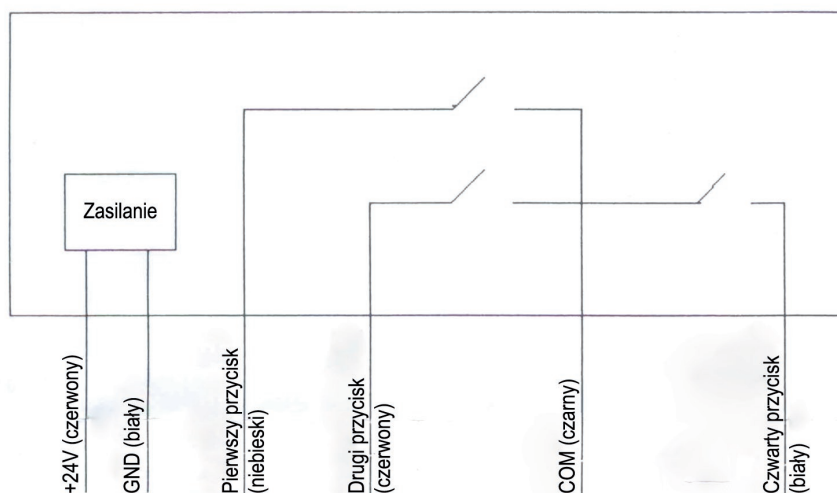 Zasilanie
+24V (czerwony)
GND (biały)
Pierwszy przycisk
(niebieski)
Drugi przycisk
(czerwony)
COM (czarny)
Czwarty przycisk
(biały)